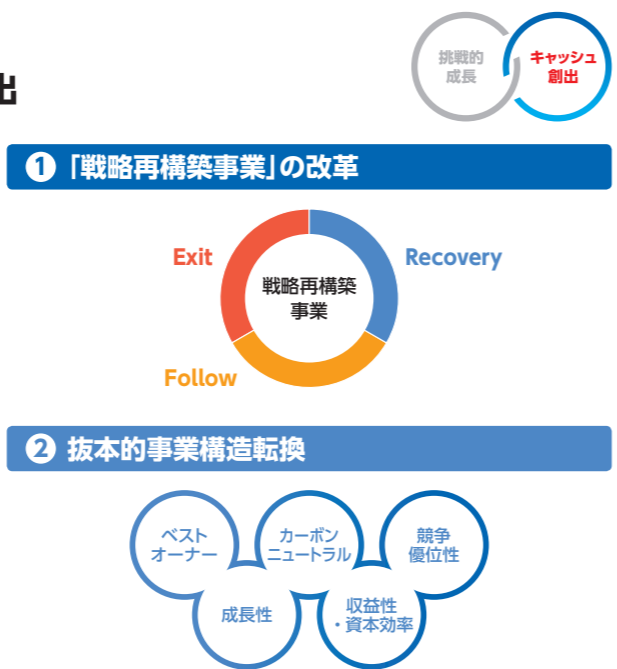 出
挑戦的
成長
キャッシュ
創出
❶「戦略再構築事業」の改革
Exit
Recovery
戦略再構築
事業
Follow
❷ 抜本的事業構造転換
ベスト
オーナー
カーボン
ニュートラル
競争
優位性
成長性
収益性
・資本効率